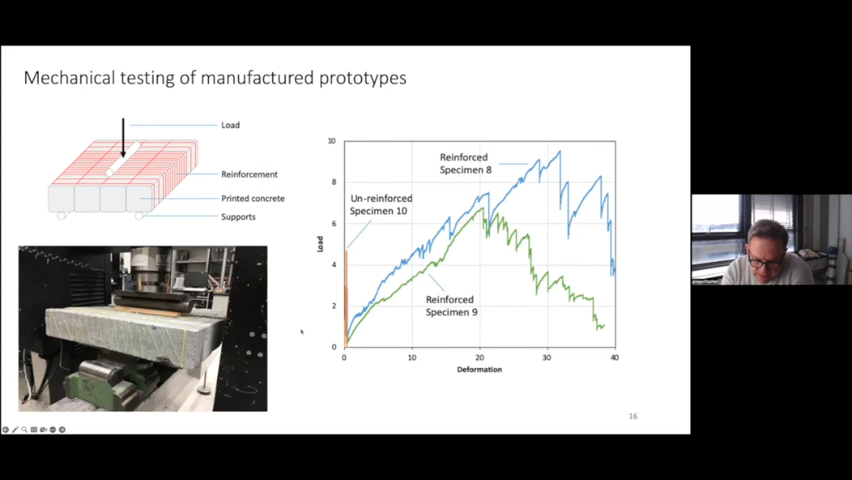 Mechanical testing of manufactured prototypes
Load
Reinforcement
Printed concrete
Supports
10
8
6
4
2
0
Load
0
10
20
30
40
Deformation
Reinforced
Specimen 8
Un-reinforced
Specimen 10
Reinforced
Specimen 9
16